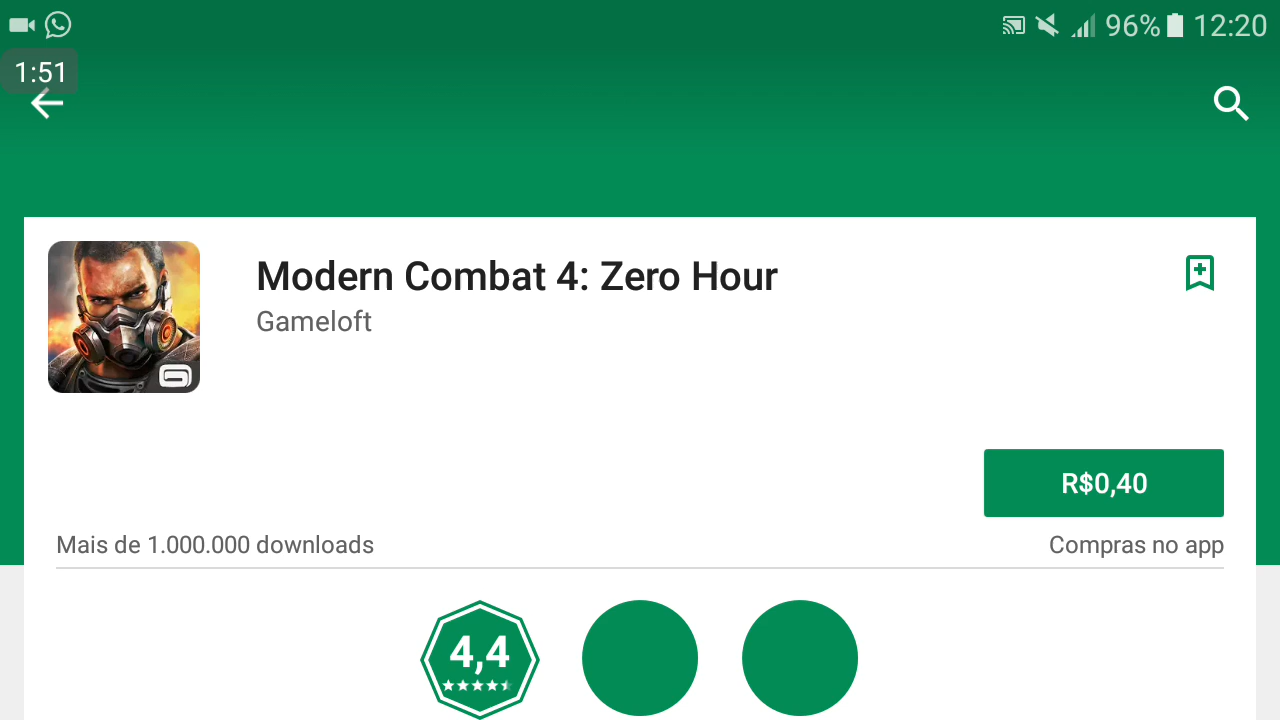 96% 12:20
1:51
Modern Combat 4: Zero Hour
Gameloft
R$0,40
Mais de 1.000.000 downloads
Compras no app
4,4